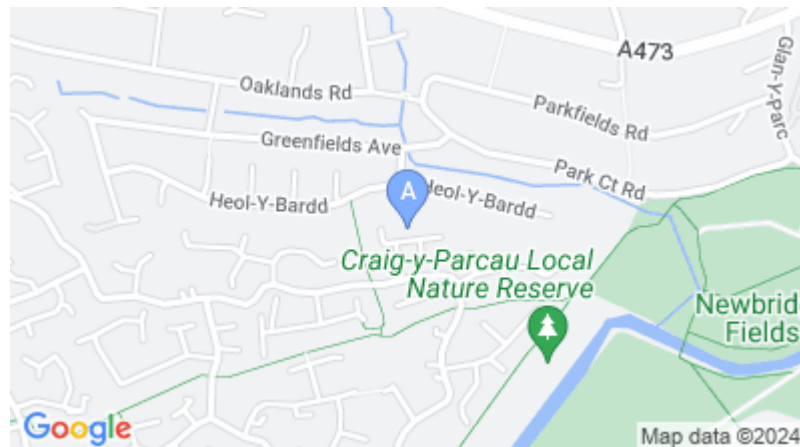 A473
Glan-Y-Parc
Oaklands Rd
Parkfields Rd
Greenfields Ave
Park Ct Rd
Heol-Y-Bardd
A
Heol-Y-Bardd
Craig-y-Parcau Local
Nature Reserve
Newbrid
Fields
Google
Map data ©2024